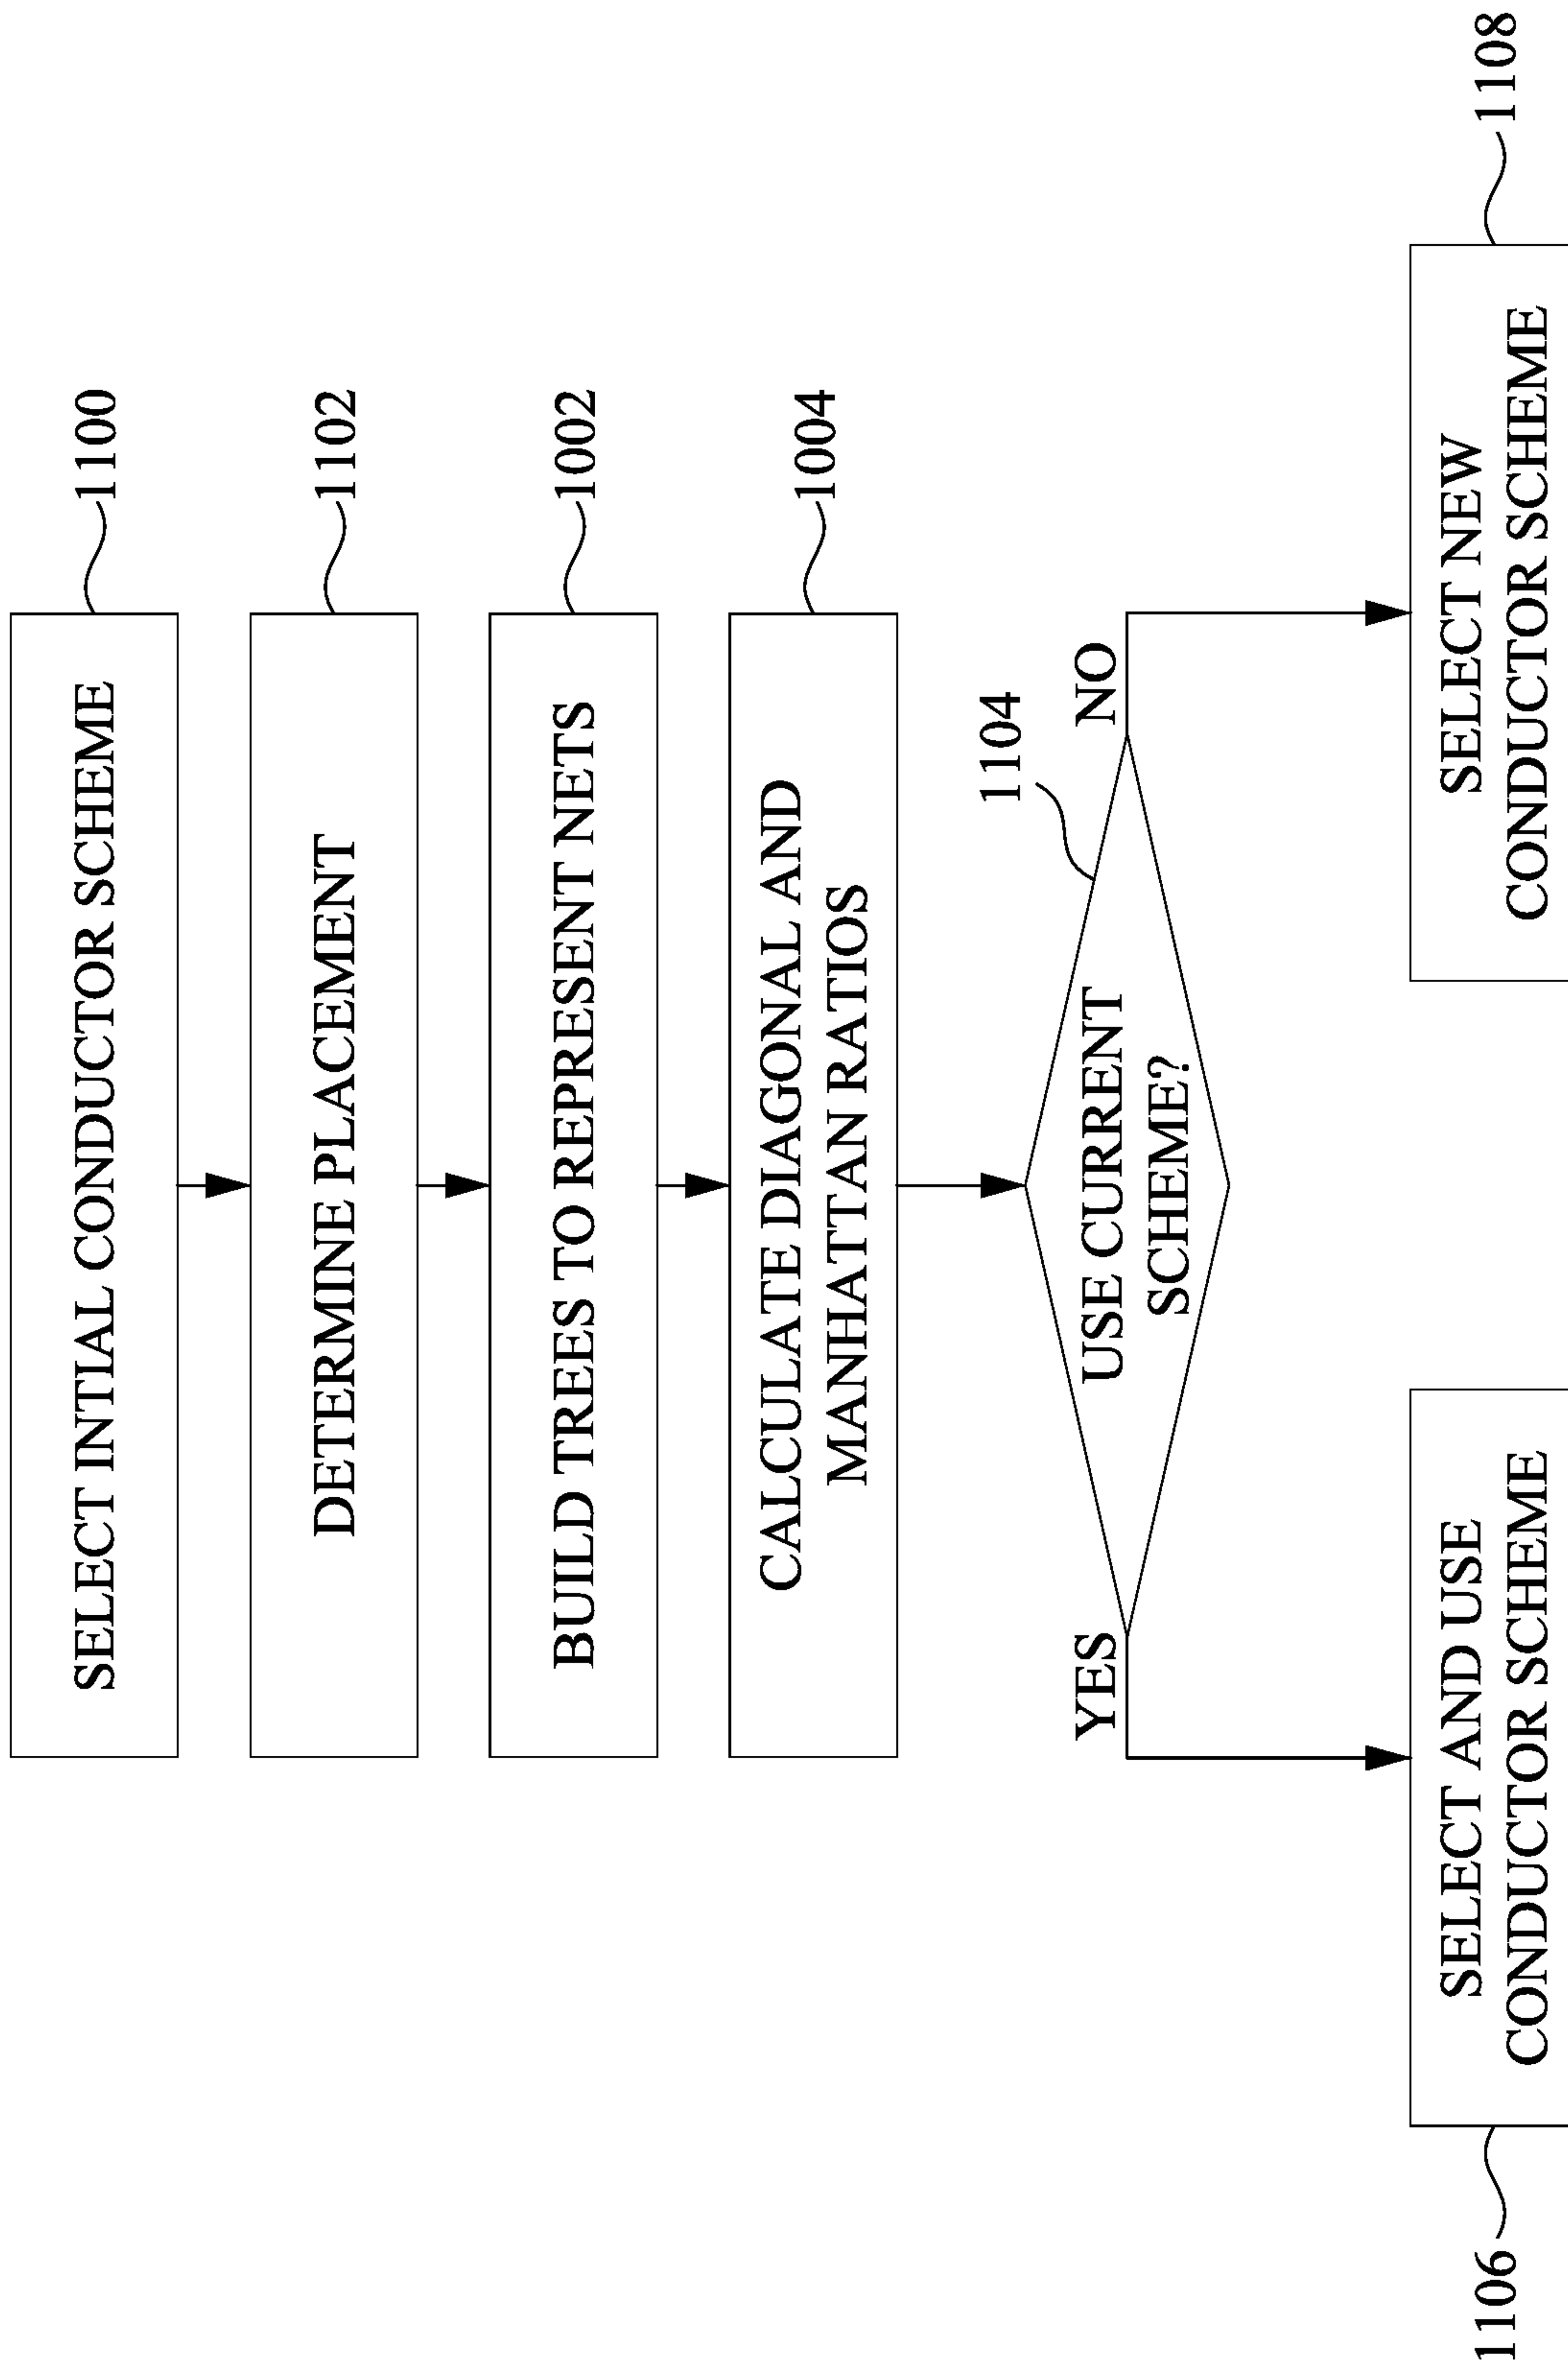 SELECT INTIAL CONDUCTOR SCHEME
1100
DETERMINE PLACEMENT
1102
BUILD TREES TO REPRESENT NETS
1002
CALCULATE DIAGONAL AND
MANHATTAN RATIOS
1004
1104
USE CURRENT
SCHEME?
YES
NO
SELECT AND USE
CONDUCTOR SCHEME
1106
SELECT NEW
CONDUCTOR SCHEME
1108